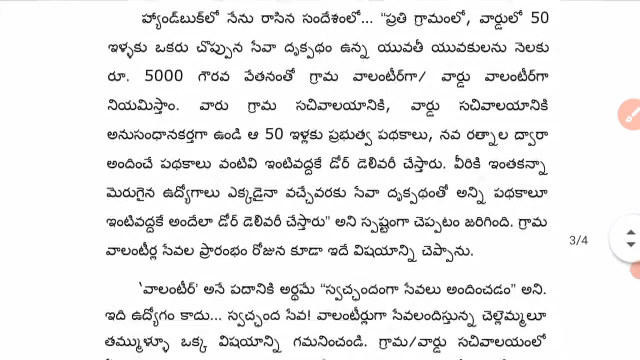 హ్యాండ్‌బుక్‌లో నేను రాసిన సందేశంలో... "ప్రతి గ్రామంలో, వార్డులో 50
ఇళ్ళకు ఒకరు చొప్పున సేవా దృక్పథం ఉన్న యువతీ యువకులను నెలకు
రూ. 5000 గౌరవ వేతనంతో గ్రామ వాలంటీర్‌గా/ వార్డు వాలంటీర్‌గా
నియమిస్తాం. వారు గ్రామ సచివాలయానికి, వార్డు సచివాలయానికి
అనుసంధానకర్తగా ఉండి ఆ 50 ఇళ్లకు ప్రభుత్వ పథకాలు, నవ రత్నాల ద్వారా
అందించే పథకాలు వంటివి ఇంటివద్దకే డోర్ డెలివరీ చేస్తారు. వీరికి ఇంతకన్నా
మెరుగైన ఉద్యోగాలు ఎక్కడైనా వచ్చేవరకు సేవా దృక్పథంతో అన్ని పథకాలూ
ఇంటివద్దకే అందేలా డోర్ డెలివరీ చేస్తారు" అని స్పష్టంగా చెప్పటం జరిగింది. గ్రామ
వాలంటీర్ల సేవల ప్రారంభం రోజున కూడా ఇదే విషయాన్ని చెప్పాను.
3/4
'వాలంటీర్' అనే పదానికి అర్థమే "స్వచ్ఛందంగా సేవలు అందించడం" అని.
ఇది ఉద్యోగం కాదు... స్వచ్ఛంద సేవ! వాలంటీర్లుగా సేవలందిస్తున్న చెల్లెమ్మలూ
తమ్ముళ్ళూ ఒక్క విషయాన్ని గమనించండి. గ్రామ/వార్డు సచివాలయంలో